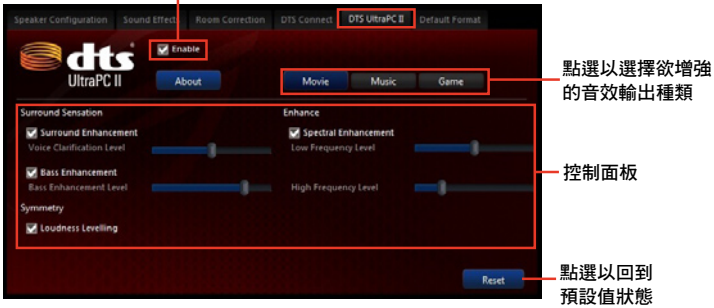 Speaker Configuration Sound Effects Room Correction DTS Connect DTS UltraPC II Default Format
dts
UltraPC II
Enable
About
Movie Music Game
點選以選擇欲增強
的音效輸出種類
Surround Sensation
Surround Enhancement
Voice Clarification Level
Bass Enhancement
Bass Enhancement Level
Symmetry
Loudness Levelling
Enhance
Spectral Enhancement
Low Frequency Level
High Frequency Level
控制面板
Reset
點選以回到
預設值狀態